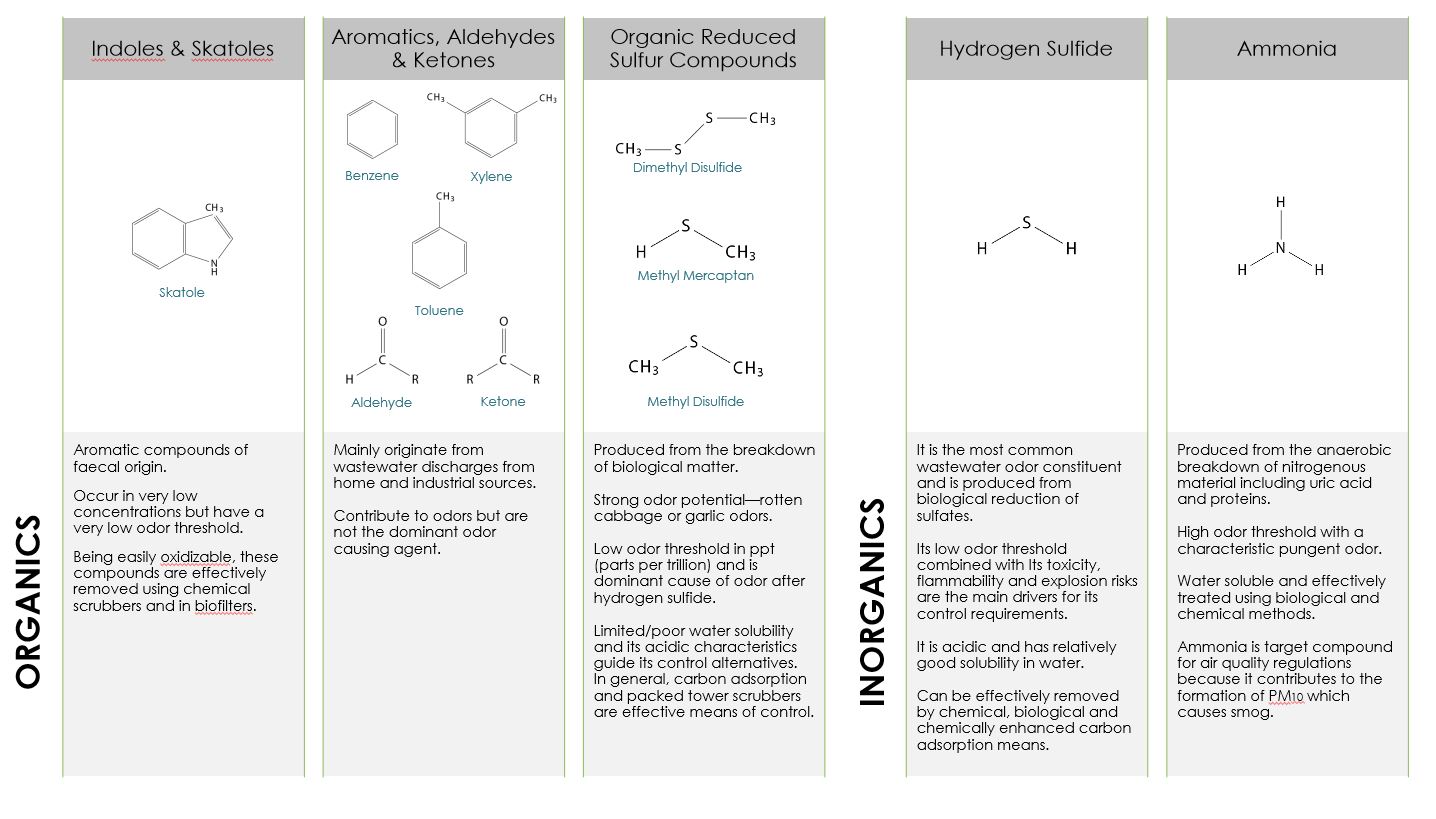 ORGANICS
Indoles & Skatoles
CH3
N
H
Skatole
Aromatic compounds of
faecal origin.
Occur in very low
concentrations but have a
very low odor threshold.
Being easily oxidizable, these
compounds are effectively
removed using chemical
scrubbers and in biofilters.
Aromatics, Aldehydes
& Ketones
CH3 CH3
Benzene Xylene
CH3
Toluene
O O
C C
H R R R
Aldehyde Ketone
Mainly originate from
wastewater discharges from
home and industrial sources.
Contribute to odors but are
not the dominant odor
causing agent.
Organic Reduced
Sulfur Compounds
S CH3
CH3 S
Dimethyl Disulfide
S
H CH3
Methyl Mercaptan
S
CH3 CH3
Methyl Disulfide
Produced from the breakdown
of biological matter.
Strong odor potential—rotten
cabbage or garlic odors.
Low odor threshold in ppt
(parts per trillion) and is
dominant cause of odor after
hydrogen sulfide.
Limited/poor water solubility
and its acidic characteristics
guide its control alternatives.
In general, carbon adsorption
and packed tower scrubbers
are effective means of control.
INORGANICS
Hydrogen Sulfide
S
H H
It is the most common
wastewater odor constituent
and is produced from
biological reduction of
sulfates.
Its low odor threshold
combined with Its toxicity,
flammability and explosion risks
are the main drivers for its
control requirements.
It is acidic and has relatively
good solubility in water.
Can be effectively removed
by chemical, biological and
chemically enhanced carbon
adsorption means.
Ammonia
H
N
H H
Produced from the anaerobic
breakdown of nitrogenous
material including uric acid
and proteins.
High odor threshold with a
characteristic pungent odor.
Water soluble and effectively
treated using biological and
chemical methods.
Ammonia is target compound
for air quality regulations
because it contributes to the
formation of PM10 which
causes smog.